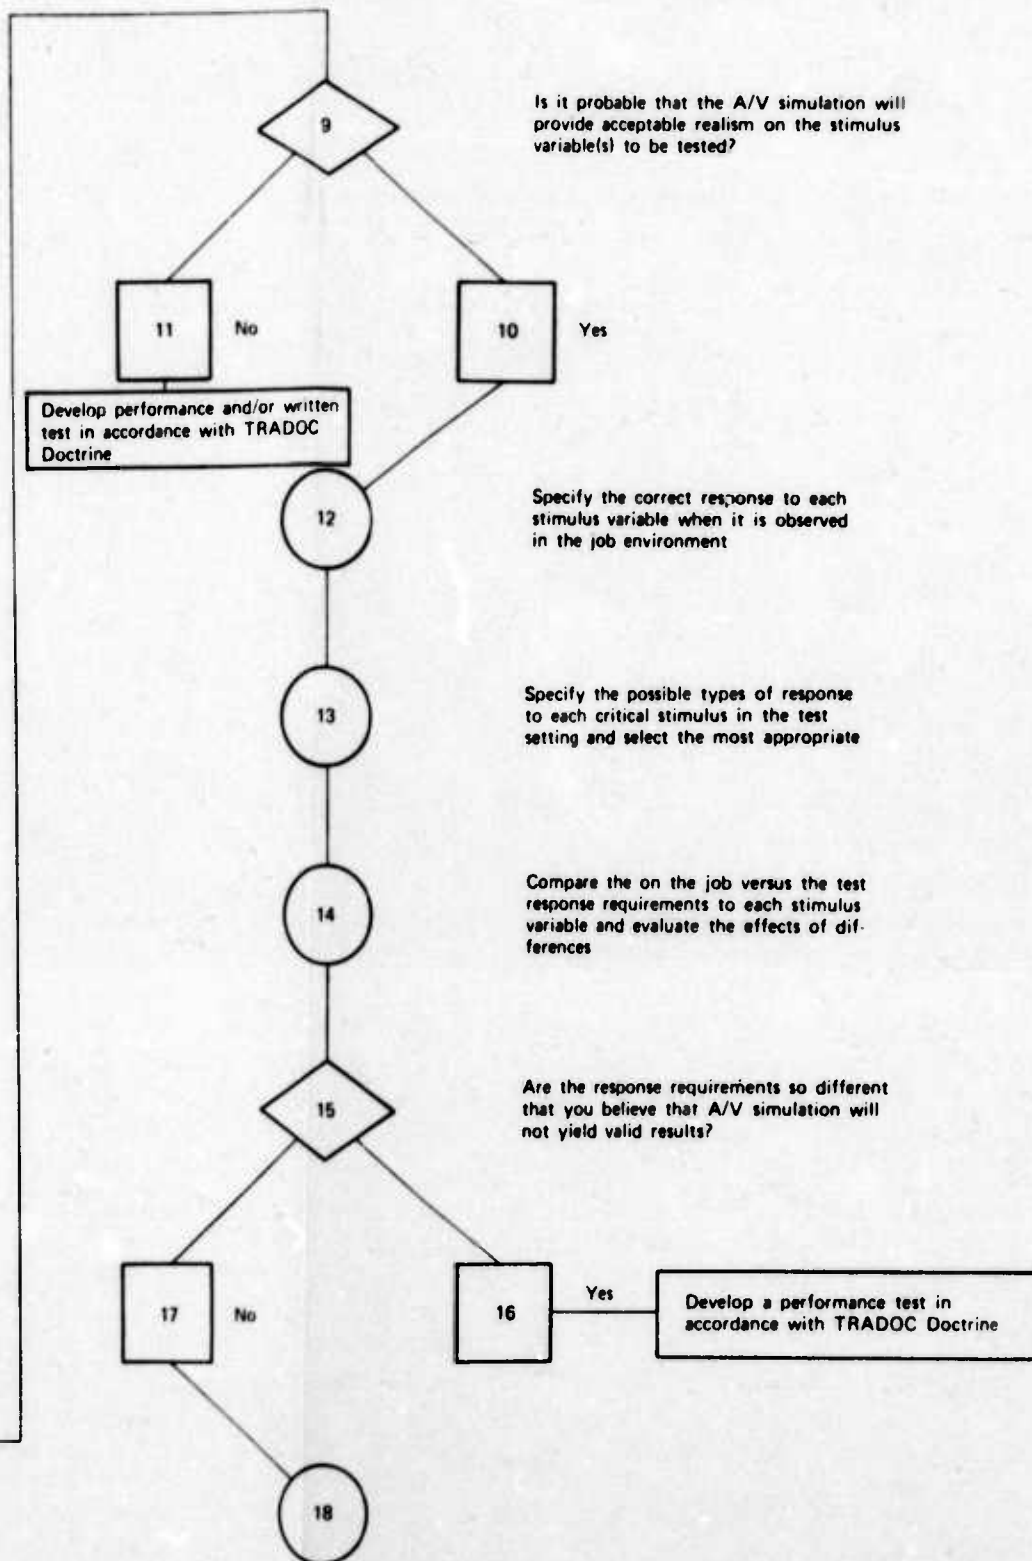 9
Is it probable that the A/V simulation will
provide acceptable realism on the stimulus
variable(s) to be tested?
11
No
10
Yes
Develop performance and/or written
test in accordance with TRADOC
Doctrine
12
Specify the correct response to each
stimulus variable when it is observed
in the job environment
13
Specify the possible types of response
to each critical stimulus in the test
setting and select the most appropriate
14
Compare the on the job versus the test
response requirements to each stimulus
variable and evaluate the effects of dif-
ferences
15
Are the response requirements so different
that you believe that A/V simulation will
not yield valid results?
17
No
16
Yes
Develop a performance test in
accordance with TRADOC Doctrine
18